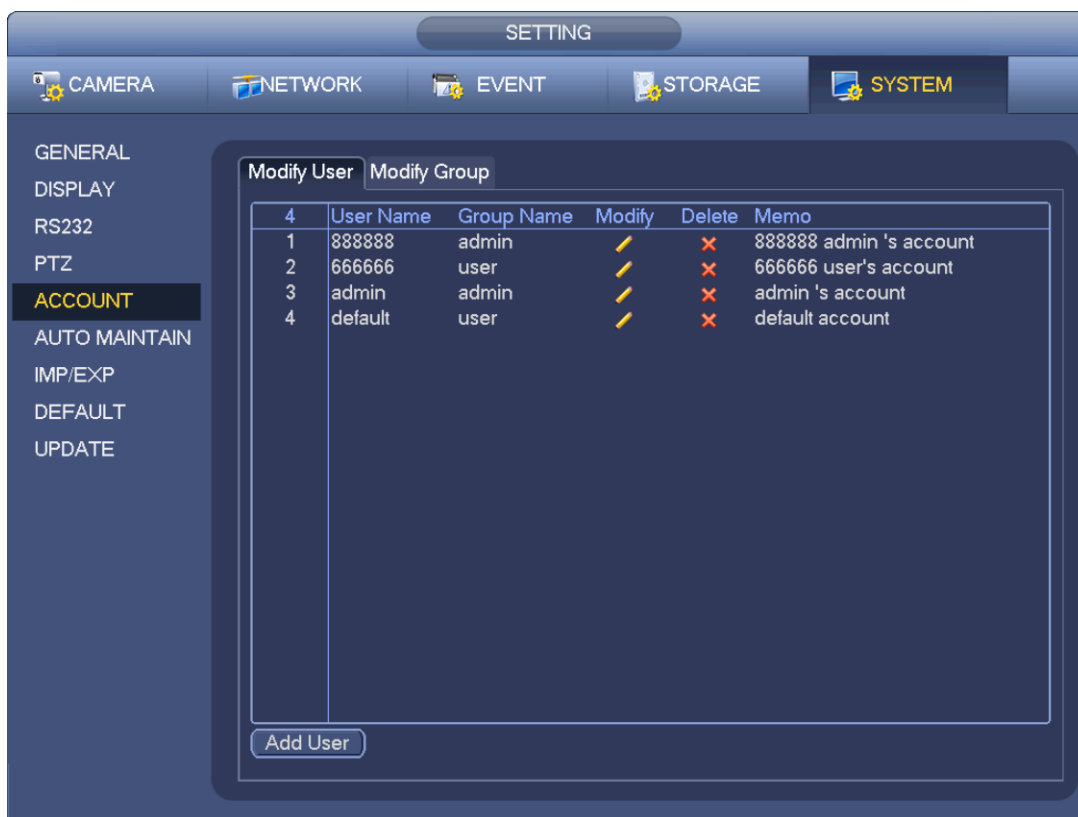 SETTING
CAMERA NETWORK EVENT STORAGE SYSTEM
GENERAL
DISPLAY
RS232
PTZ
ACCOUNT
AUTO MAINTAIN
IMP/EXP
DEFAULT
UPDATE
Modify User Modify Group
4 User Name Group Name Modify Delete Memo
1 888888 admin 888888 admin 's account
2 666666 user 666666 user's account
3 admin admin admin 's account
4 default user default account
Add User